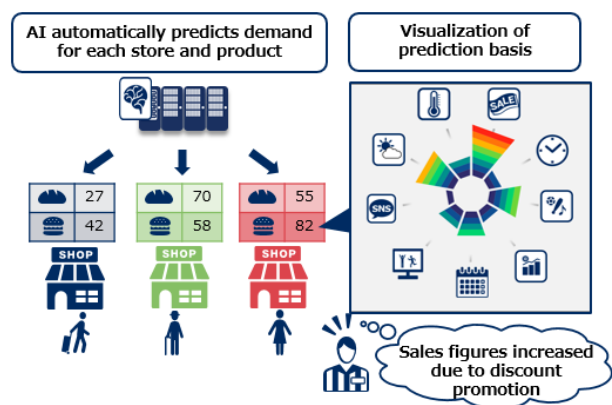 AI automatically predicts demand
for each store and product
Visualization of
prediction basis
SALE
27
42
70
58
55
82
SNS
SHOP
SHOP
SHOP
Sales figures increased
due to discount
promotion